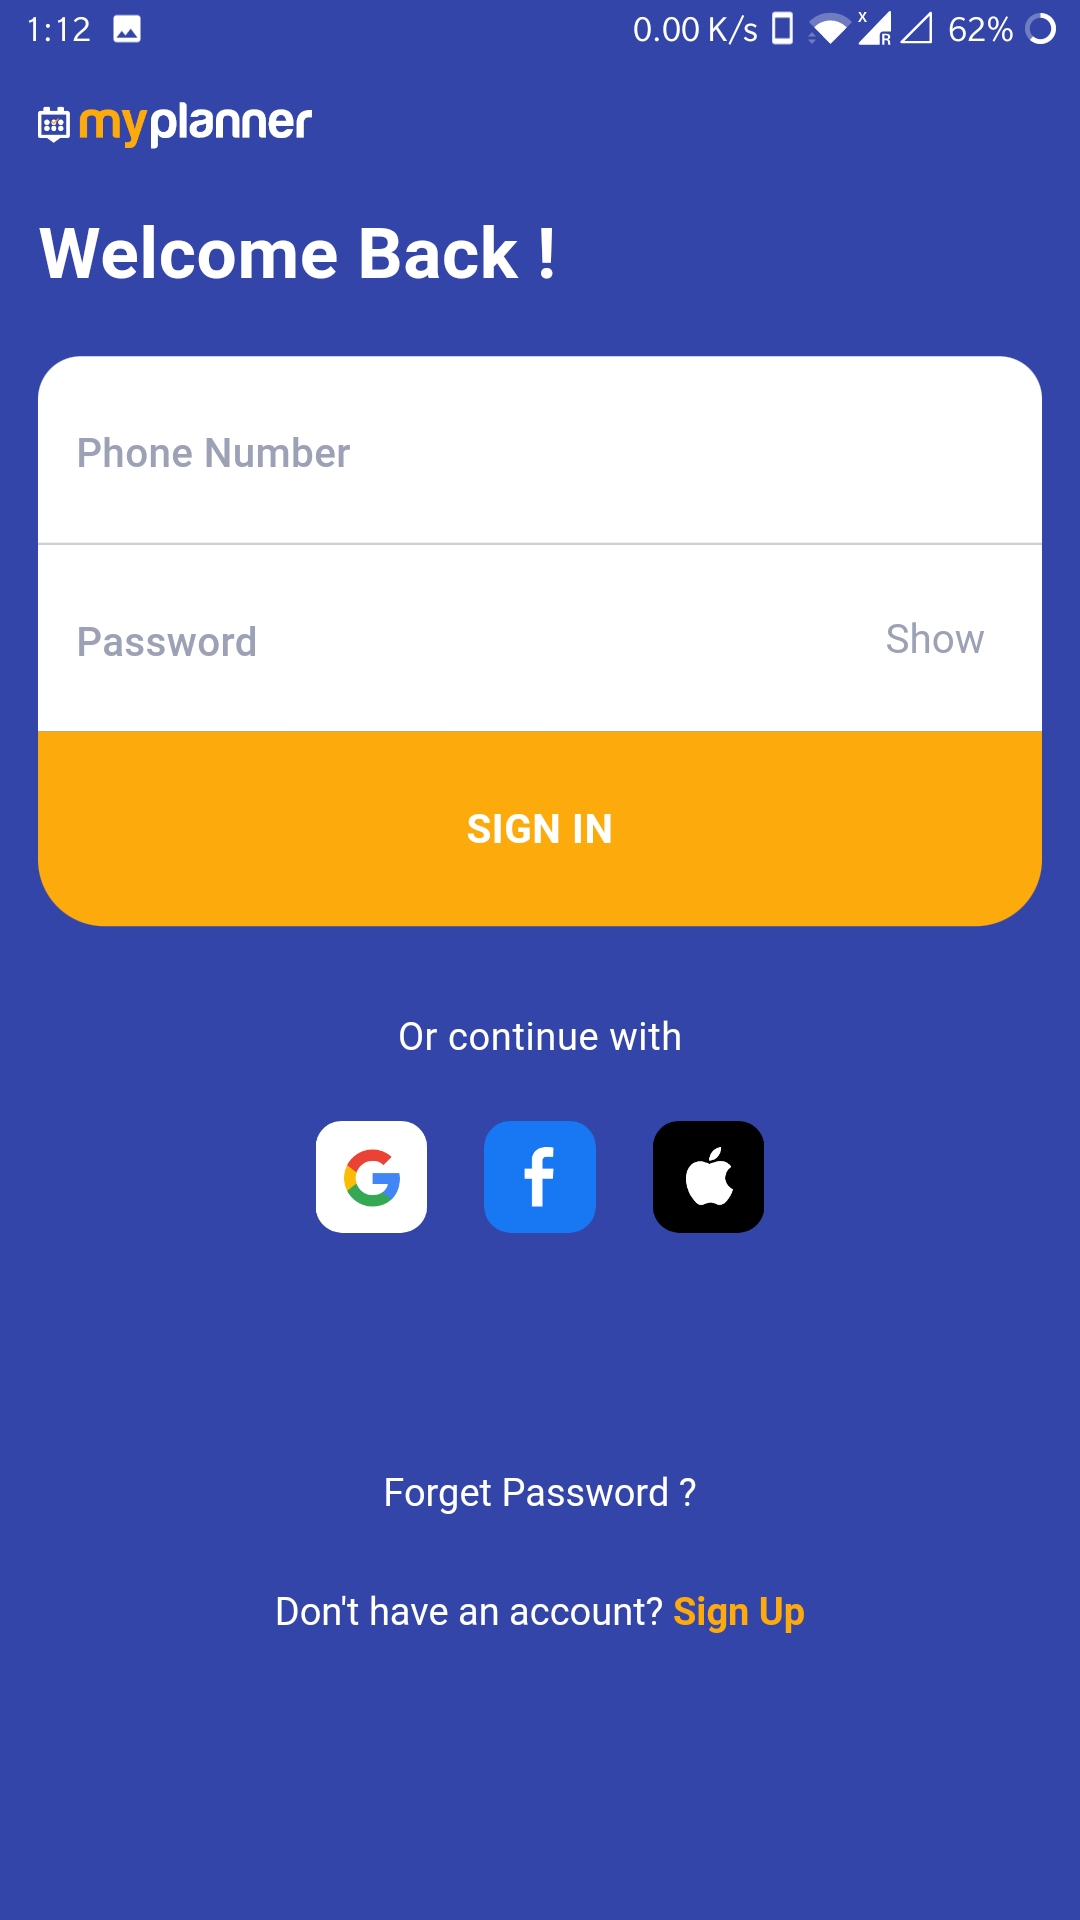 1:12 0.00 K/s X R 62%
myplanner
Welcome Back !
Phone Number
Password Show
SIGN IN
Or continue with
Forget Password ?
Don't have an account? Sign Up